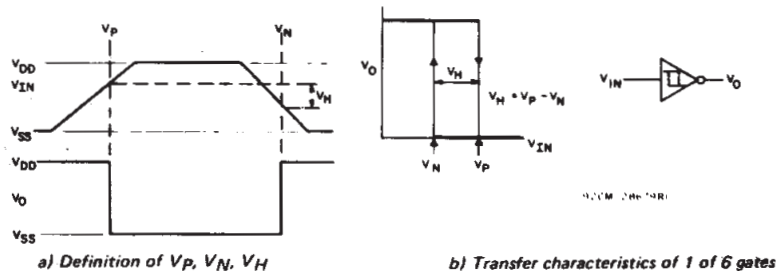 VP
VN
VDD
VIN
VH
VSS
VDD
VO
VSS
a) Definition of VP, VN, VH
VO
VH
VH = VP – VN
VIN
VN
VP
VIN
VO
b) Transfer characteristics of 1 of 6 gates